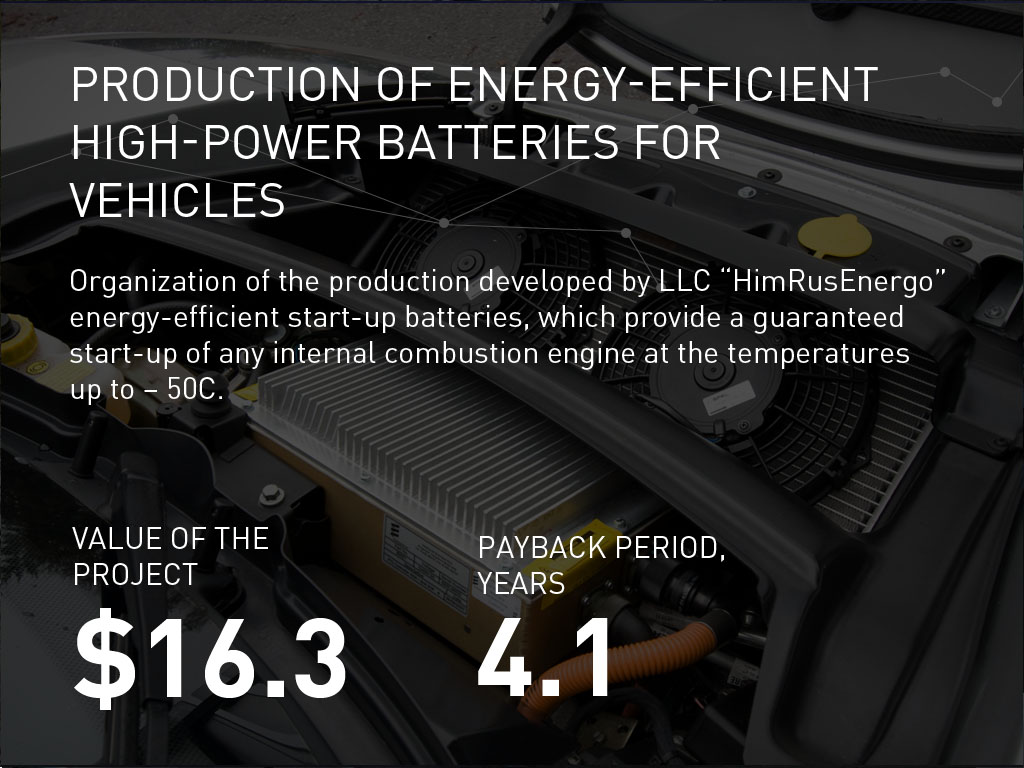 PRODUCTION OF ENERGY-EFFICIENT
HIGH-POWER BATTERIES FOR
VEHICLES
Organization of the production developed by LLC “HimRusEnergo”
energy-efficient start-up batteries, which provide a guaranteed
start-up of any internal combustion engine at the temperatures
up to – 50C.
VALUE OF THE
PROJECT
$16.3
PAYBACK PERIOD,
YEARS
4.1